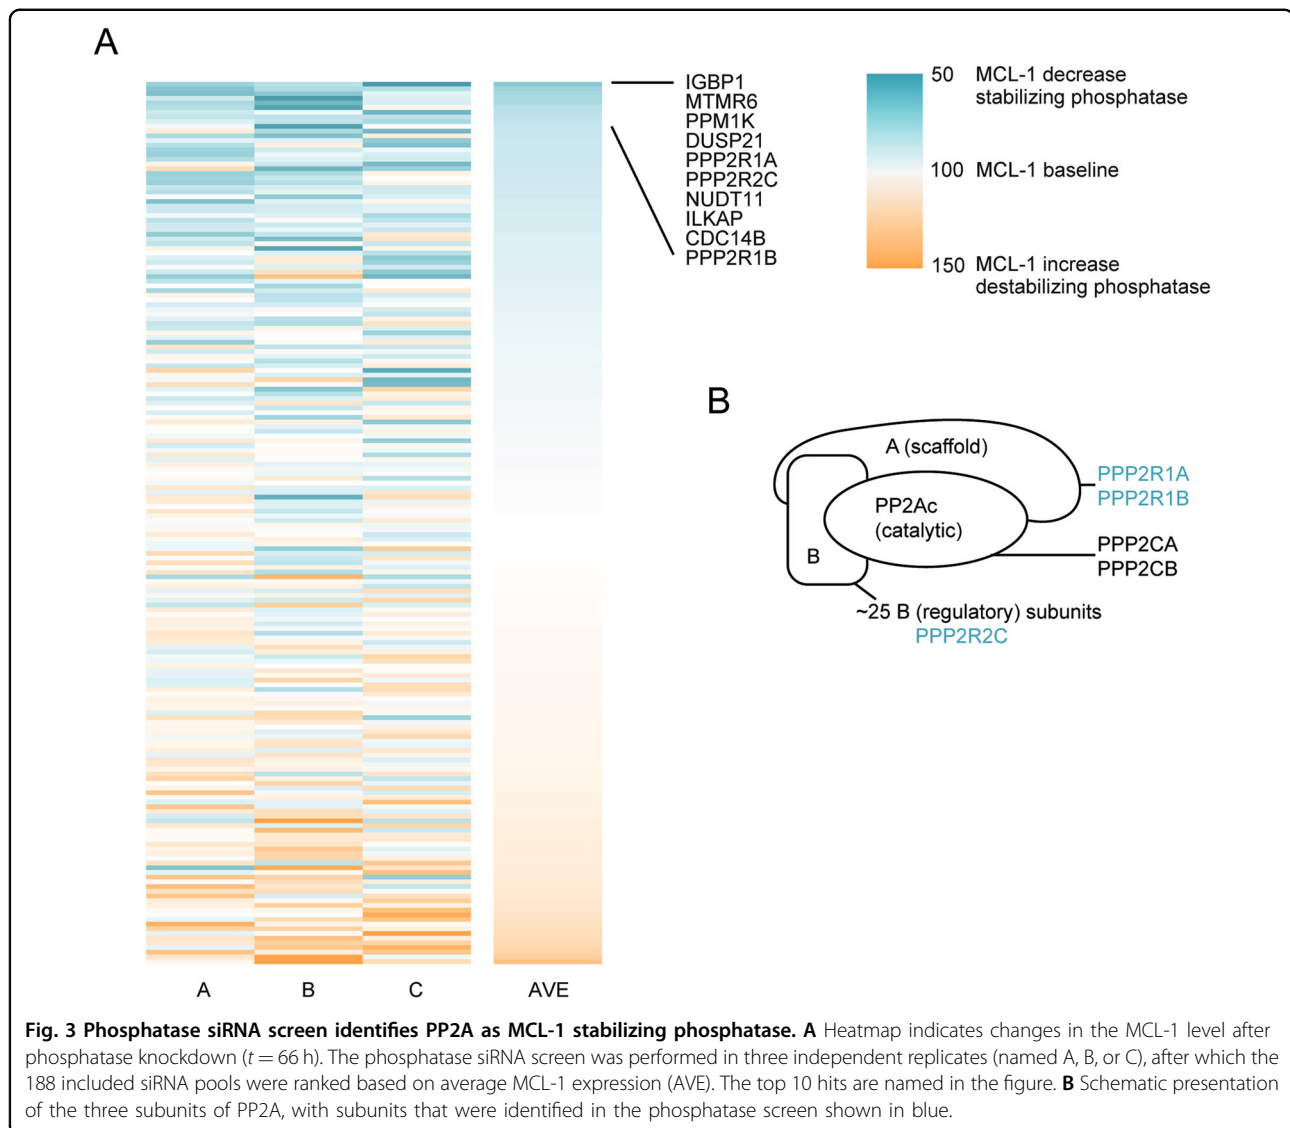 A
IGBP1
MTMR6
PPM1K
DUSP21
PPP2R1A
PPP2R2C
NUDT11
ILKAP
CDC14B
PPP2R1B
50 MCL-1 decrease
stabilizing phosphatase
100 MCL-1 baseline
150 MCL-1 increase
destabilizing phosphatase
A B C AVE
B
A (scaffold)
PP2Ac
(catalytic)
B
PPP2R1A
PPP2R1B
PPP2CA
PPP2CB
~25 B (regulatory) subunits
PPP2R2C
Fig. 3 Phosphatase siRNA screen identifies PP2A as MCL-1 stabilizing phosphatase. A Heatmap indicates changes in the MCL-1 level after
phosphatase knockdown (t = 66 h). The phosphatase siRNA screen was performed in three independent replicates (named A, B, or C), after which the
188 included siRNA pools were ranked based on average MCL-1 expression (AVE). The top 10 hits are named in the figure. B Schematic presentation
of the three subunits of PP2A, with subunits that were identified in the phosphatase screen shown in blue.